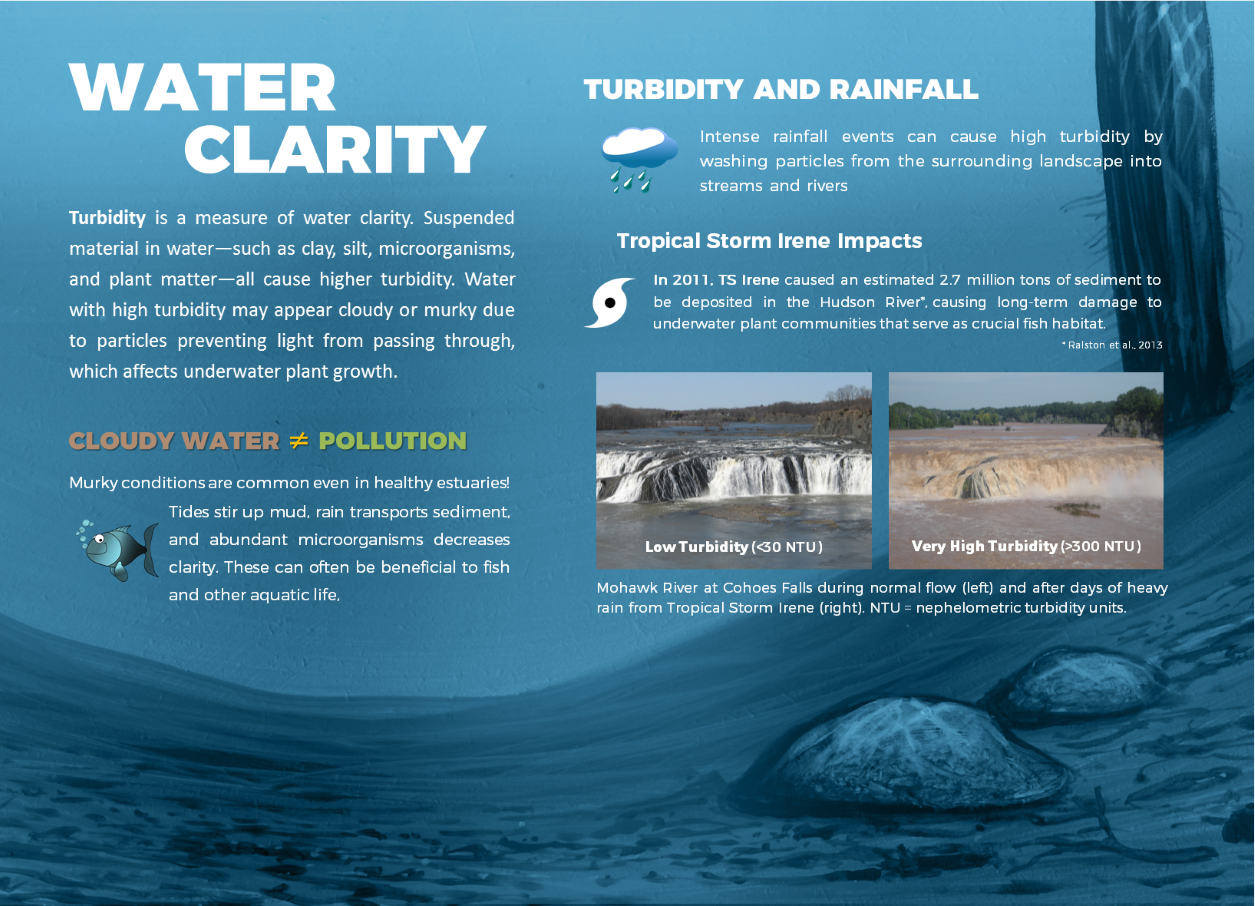 WATER
CLARITY
Turbidity is a measure of water clarity. Suspended
material in water—such as clay, silt, microorganisms,
and plant matter—all cause higher turbidity. Water
with high turbidity may appear cloudy or murky due
to particles preventing light from passing through,
which affects underwater plant growth.
CLOUDY WATER ≠ POLLUTION
Murky conditions are common even in healthy estuaries!
Tides stir up mud, rain transports sediment,
and abundant microorganisms decreases
clarity. These can often be beneficial to fish
and other aquatic life,
TURBIDITY AND RAINFALL
Intense rainfall events can cause high turbidity by
washing particles from the surrounding landscape into
streams and rivers
Tropical Storm Irene Impacts
In 2011, TS Irene caused an estimated 2.7 million tons of sediment to
be deposited in the Hudson River*, causing long-term damage to
underwater plant communities that serve as crucial fish habitat.
* Ralston et al., 2013
Low Turbidity (<30 NTU)
Very High Turbidity (>300 NTU)
Mohawk River at Cohoes Falls during normal flow (left) and after days of heavy
rain from Tropical Storm Irene (right). NTU = nephelometric turbidity units.